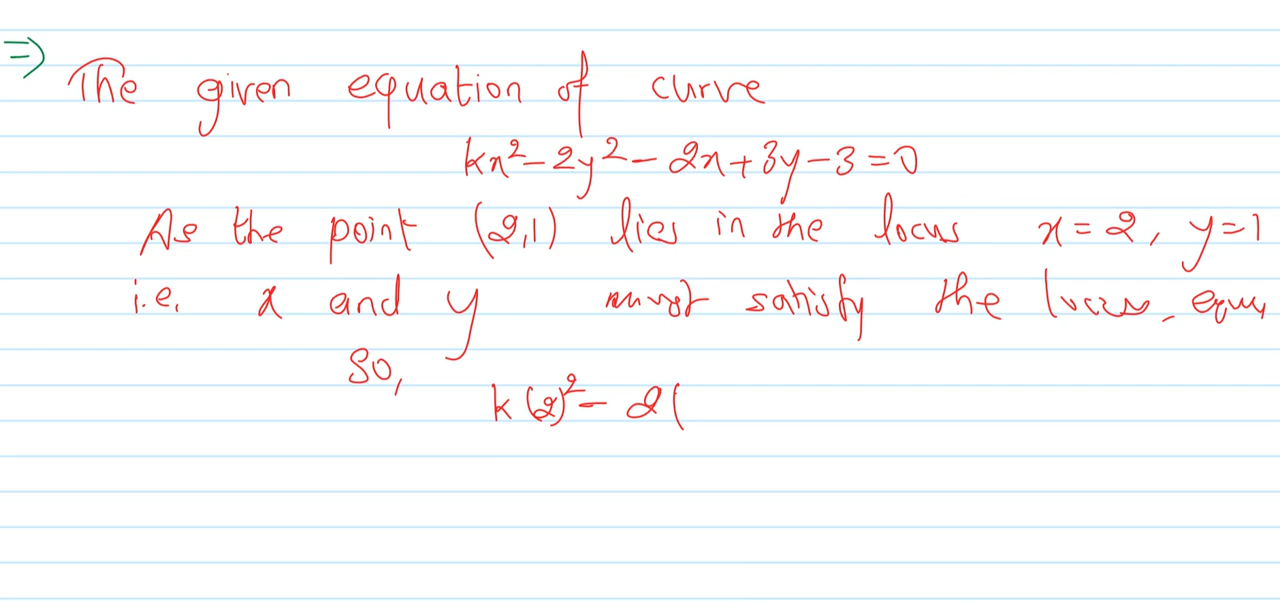 ⇒ The given equation of curve
kx²-2y²-2x+3y-3=0
As the point (2,1) lies in the locus x=2, y=1
i.e. x and y must satisfy the locus
So,
k(2)²-2(